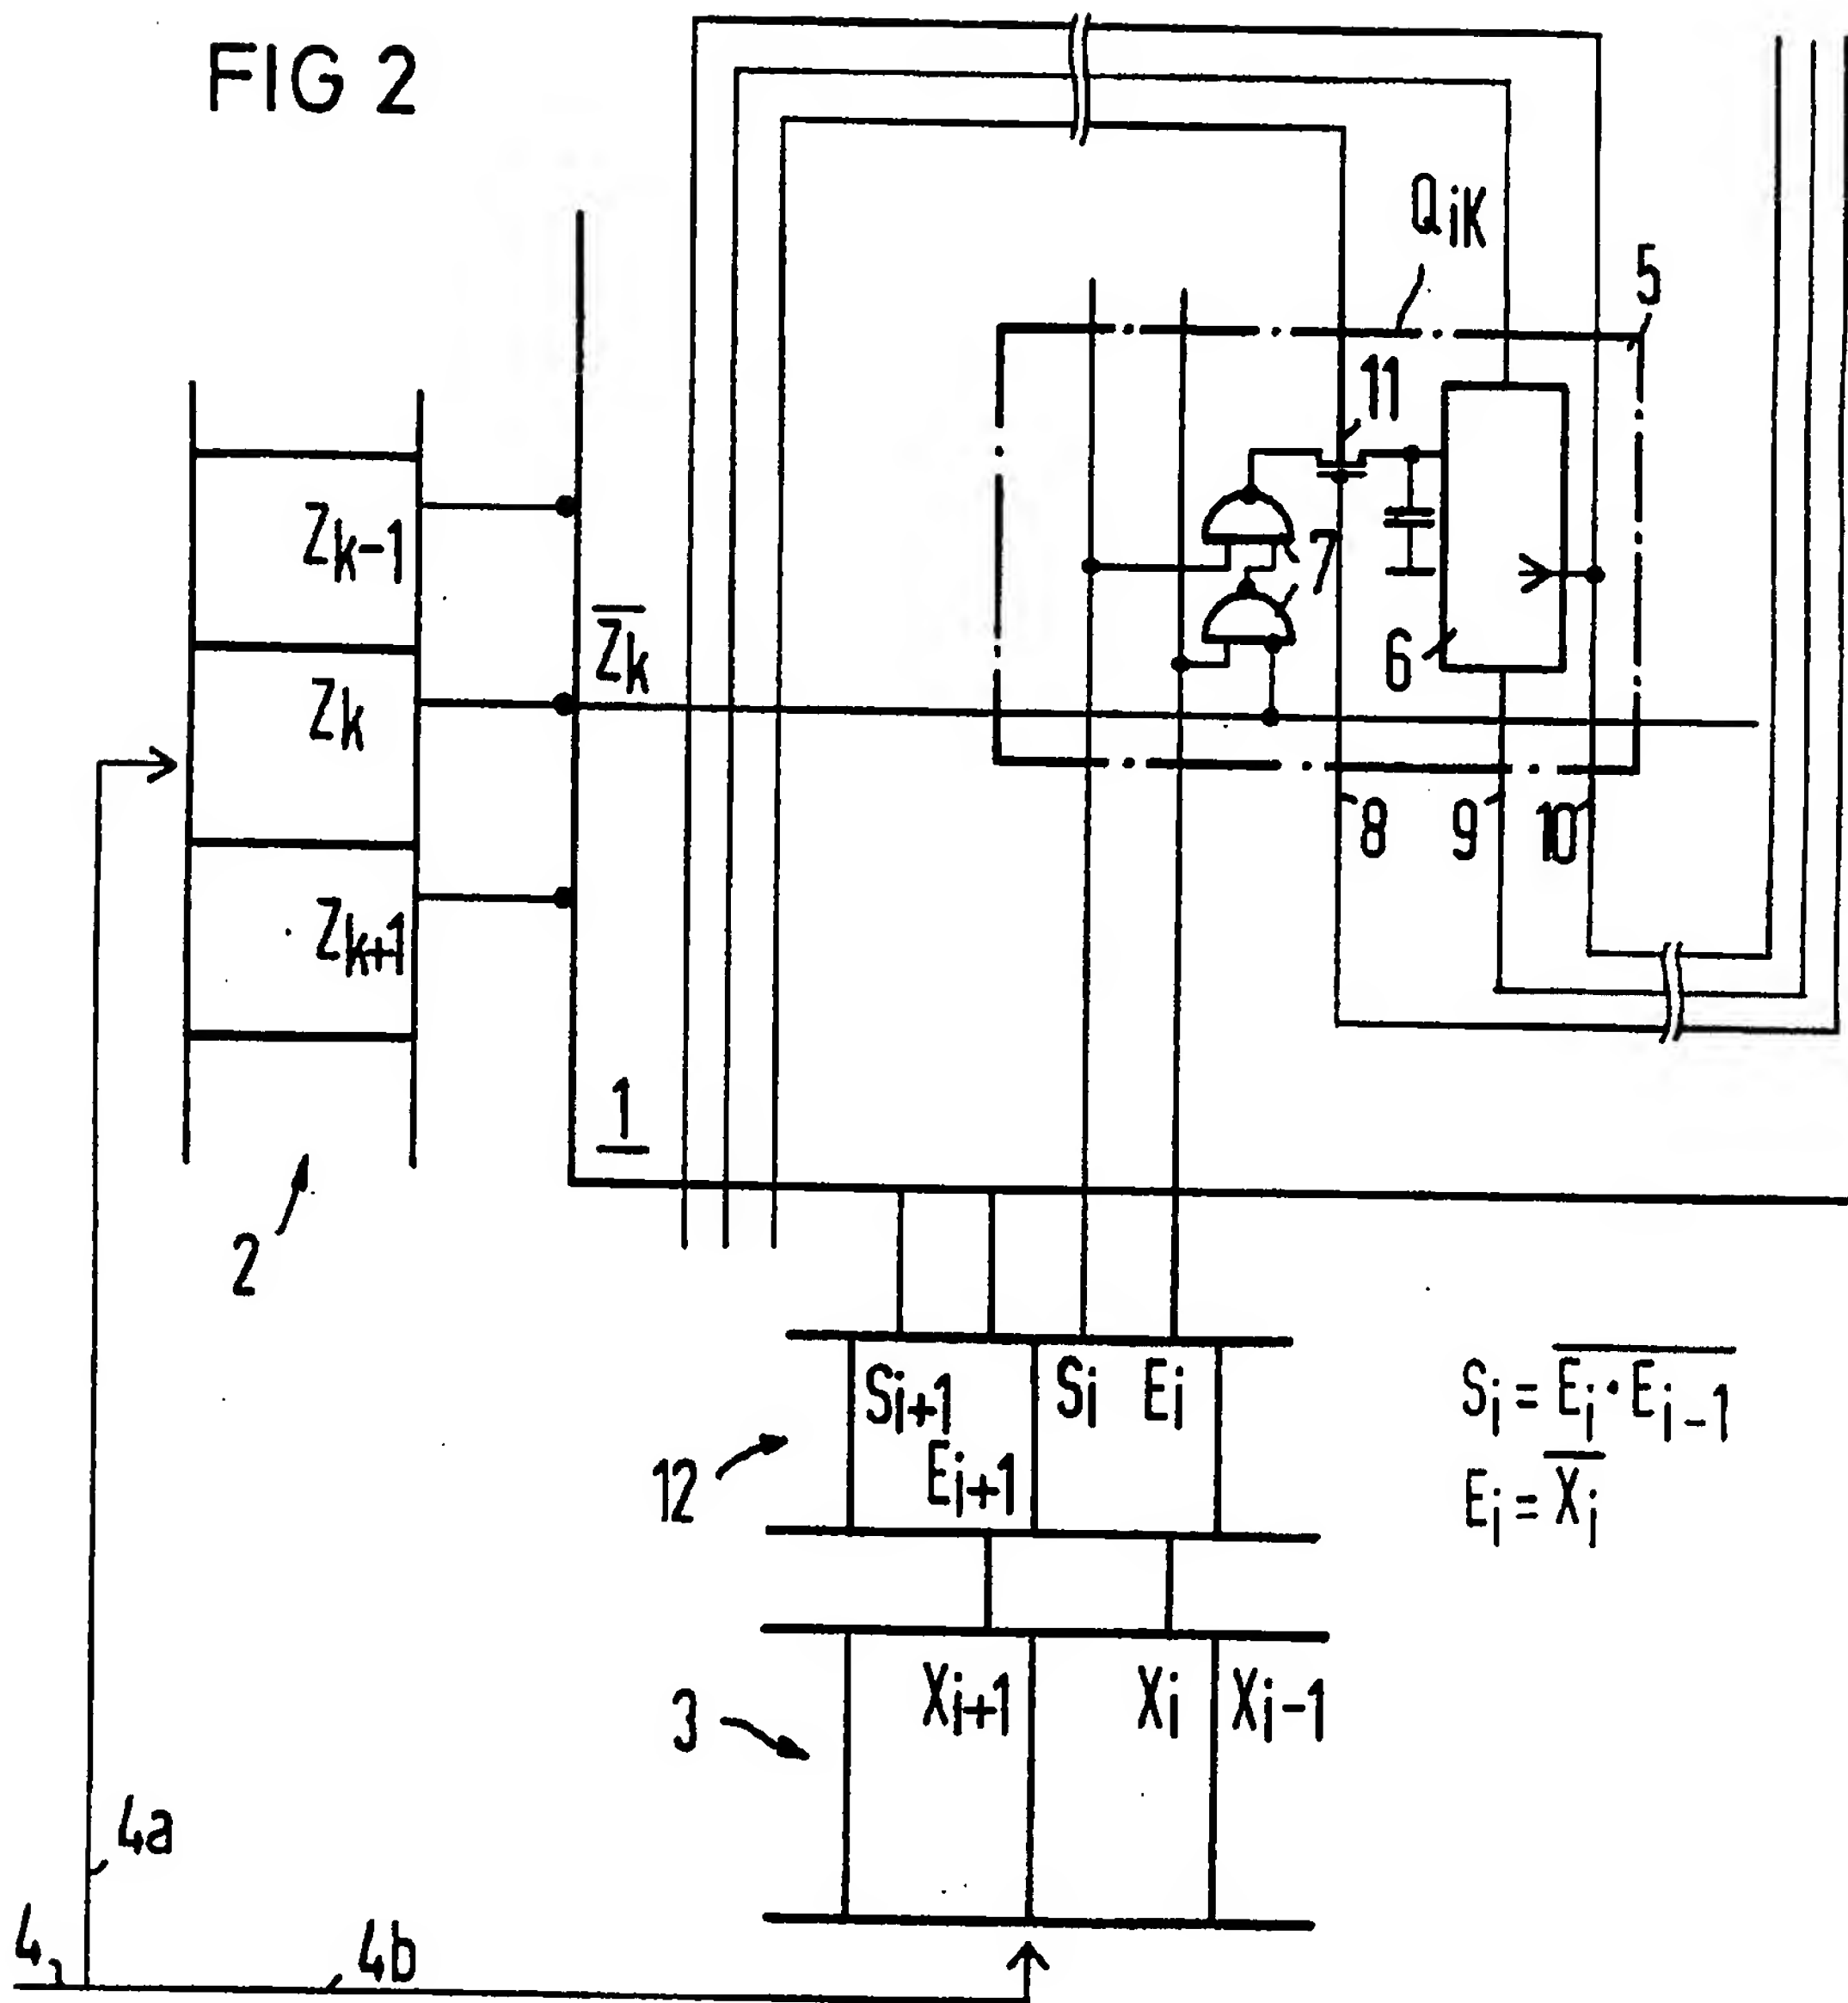 FIG 2
QiK
5
11
Zk-1
7
Z̅k̅
6
Zk
8
9
10
Zk+1
1
2
Si+1
Si
Ei
Ei+1
12
Si = E̅i̅ ̅·̅ ̅E̅i̅-̅1̅
Ei = X̅i̅
3
Xi+1
Xi
Xi-1
4a
4
4b